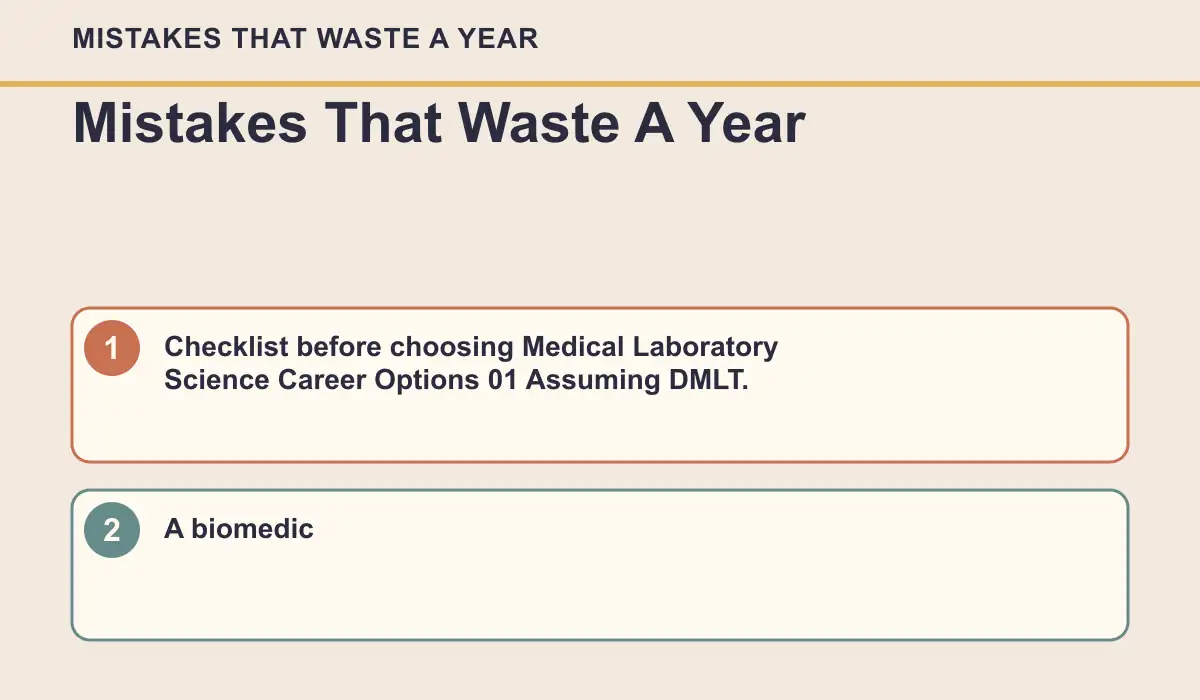 MISTAKES THAT WASTE A YEAR
Mistakes That Waste A Year
1
Checklist before choosing Medical Laboratory
Science Career Options 01 Assuming DMLT.
2
A biomedic